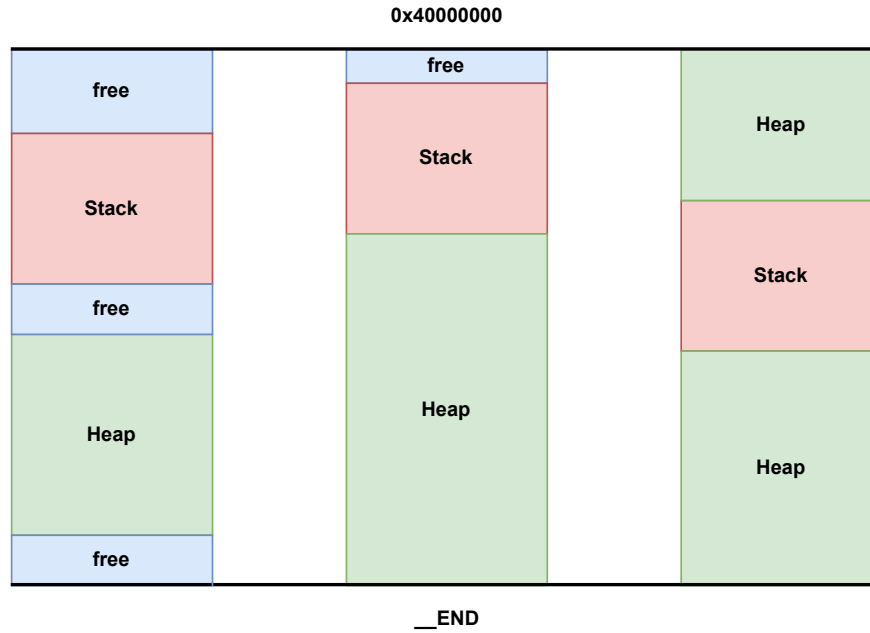 0x40000000
free
Stack
free
Heap
free
free
Stack
Heap
Heap
Stack
Heap
__END